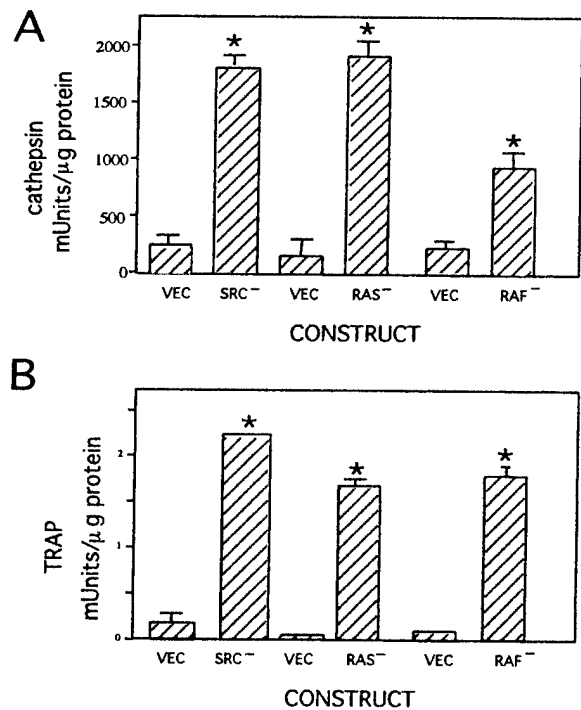 A
cathepsin
mUnits/μg protein
2000
1500
1000
500
0
* * *
VEC SRC⁻ VEC RAS⁻ VEC RAF⁻
CONSTRUCT
B
TRAP
mUnits/μg protein
2
1
0
* * *
VEC SRC⁻ VEC RAS⁻ VEC RAF⁻
CONSTRUCT